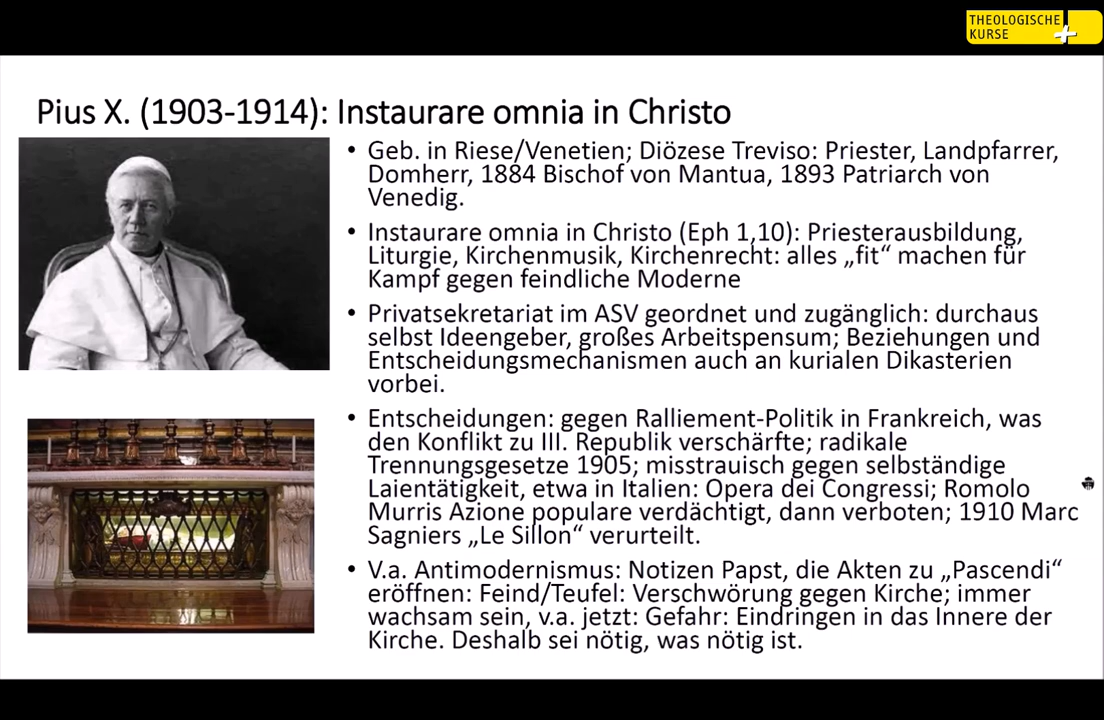 THEOLOGISCHE
KURSE
Pius X. (1903-1914): Instaurare omnia in Christo
• Geb. in Riese/Venetien; Diözese Treviso: Priester, Landpfarrer,
Domherr, 1884 Bischof von Mantua, 1893 Patriarch von
Venedig.
• Instaurare omnia in Christo (Eph 1,10): Priesterausbildung,
Liturgie, Kirchenmusik, Kirchenrecht: alles „fit“ machen für
Kampf gegen feindliche Moderne
• Privatsekretariat im ASV geordnet und zugänglich: durchaus
selbst Ideengeber, großes Arbeitspensum; Beziehungen und
Entscheidungsmechanismen auch an kurialen Dikasterien
vorbei.
• Entscheidungen: gegen Ralliement-Politik in Frankreich, was
den Konflikt zu III. Republik verschärfte; radikale
Trennungsgesetze 1905; misstrauisch gegen selbständige
Laientätigkeit, etwa in Italien: Opera dei Congressi; Romolo
Murris Azione populare verdächtigt, dann verboten; 1910 Marc
Sagniers „Le Sillon“ verurteilt.
• V.a. Antimodernismus: Notizen Papst, die Akten zu „Pascendi“
eröffnen: Feind/Teufel: Verschwörung gegen Kirche; immer
wachsam sein, v.a. jetzt: Gefahr: Eindringen in das Innere der
Kirche. Deshalb sei nötig, was nötig ist.